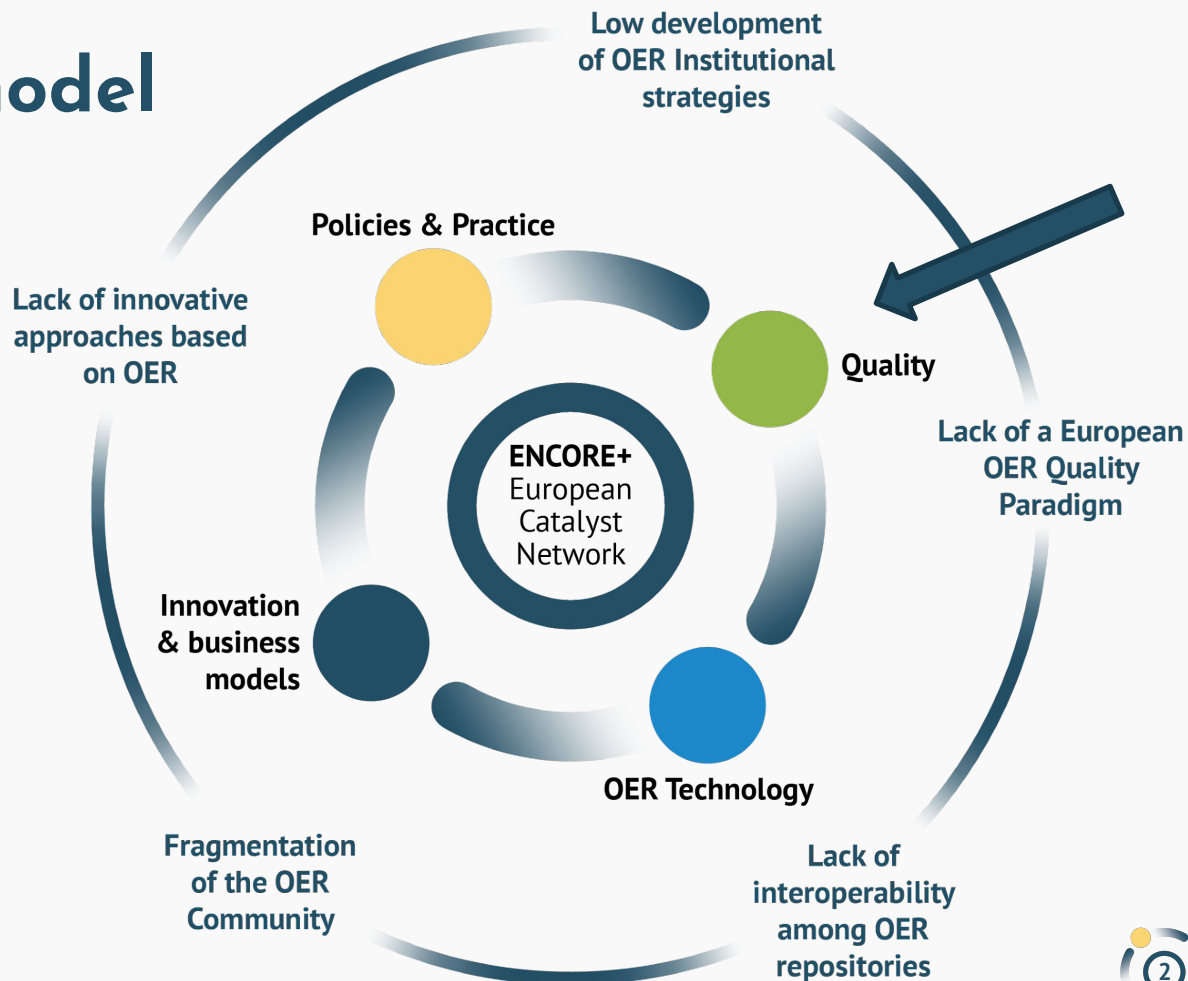 Low development
of OER Institutional
strategies
Policies & Practice
Lack of innovative
approaches based
on OER
Quality
Lack of a European
OER Quality
Paradigm
ENCORE+
European
Catalyst
Network
Innovation
& business
models
OER Technology
Fragmentation
of the OER
Community
Lack of
interoperability
among OER
repositories
2